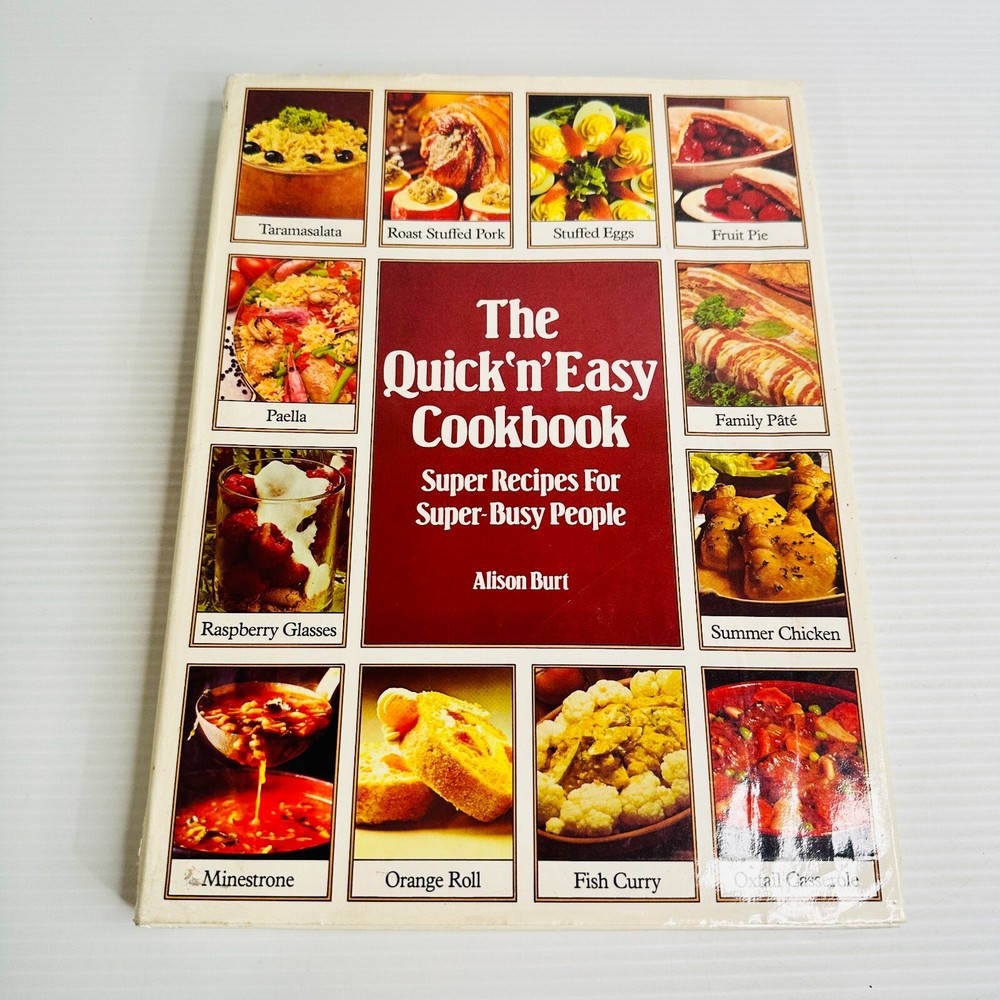 Taramasalata
Roast Stuffed Pork
Stuffed Eggs
Fruit Pie
The
Quick‘n’Easy
Cookbook
Super Recipes For
Super-Busy People
Alison Burt
Paella
Family Pâté
Raspberry Glasses
Summer Chicken
Minestrone
Orange Roll
Fish Curry
Oxtail Casserole